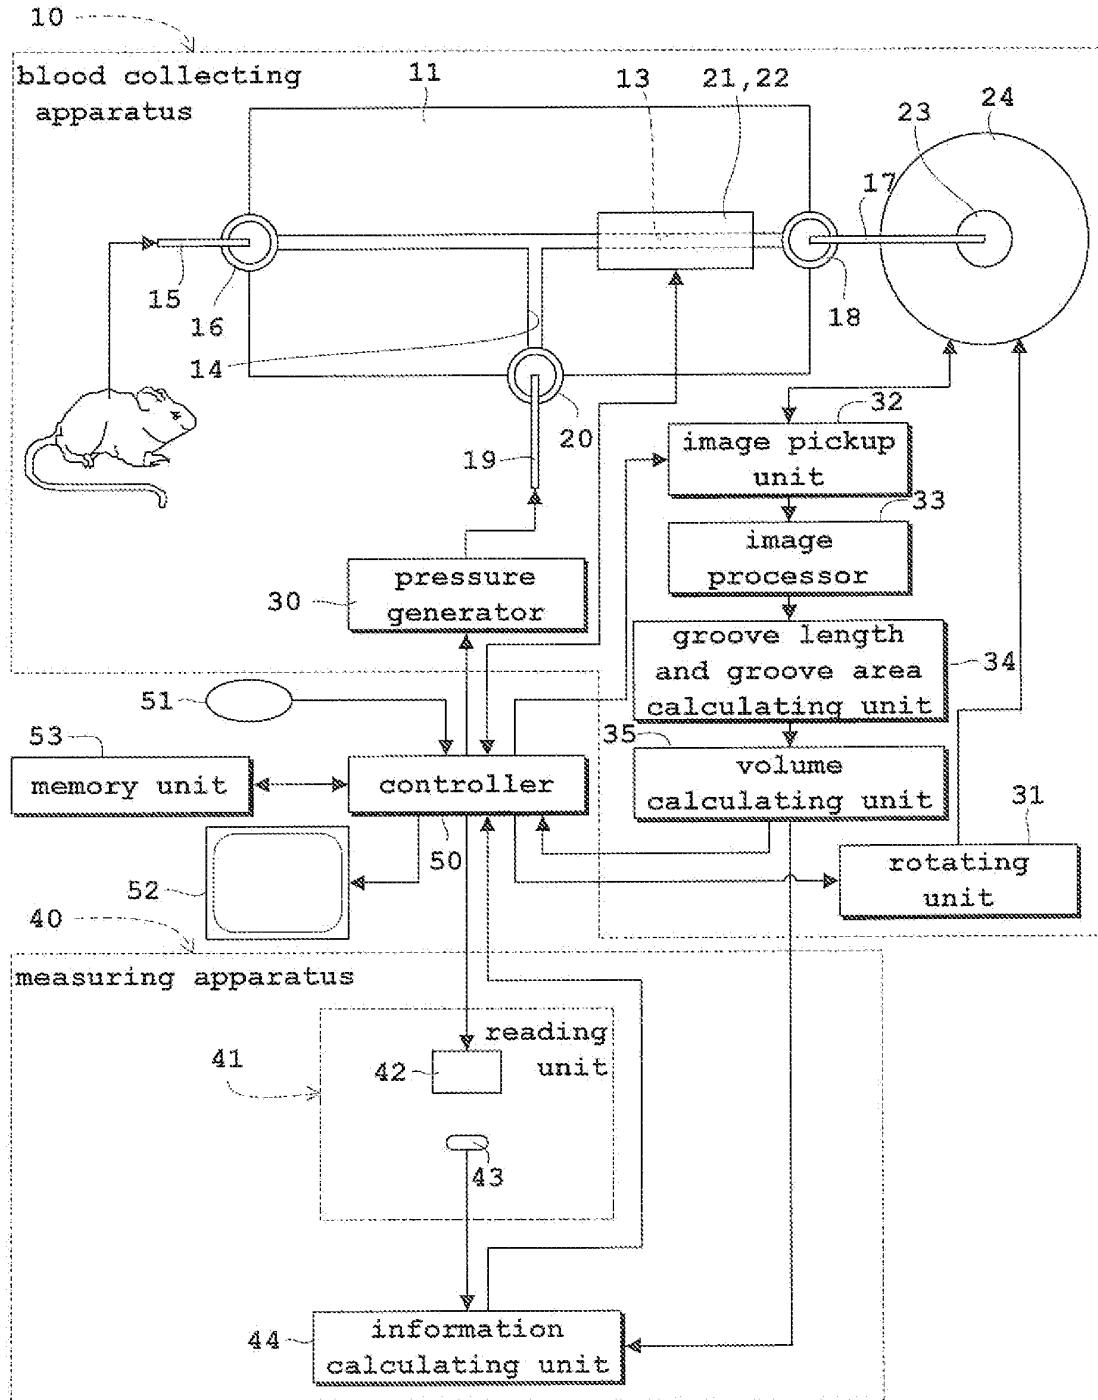 10
blood collecting
apparatus
11
13
21,22
23
24
17
15
16
18
14
20
19
32
image pickup
unit
33
image
processor
30
pressure
generator
groove length
and groove area
calculating unit
34
51
53
memory unit
controller
50
35
volume
calculating unit
31
rotating
unit
52
40
measuring apparatus
reading
unit
41
42
43
44
information
calculating unit